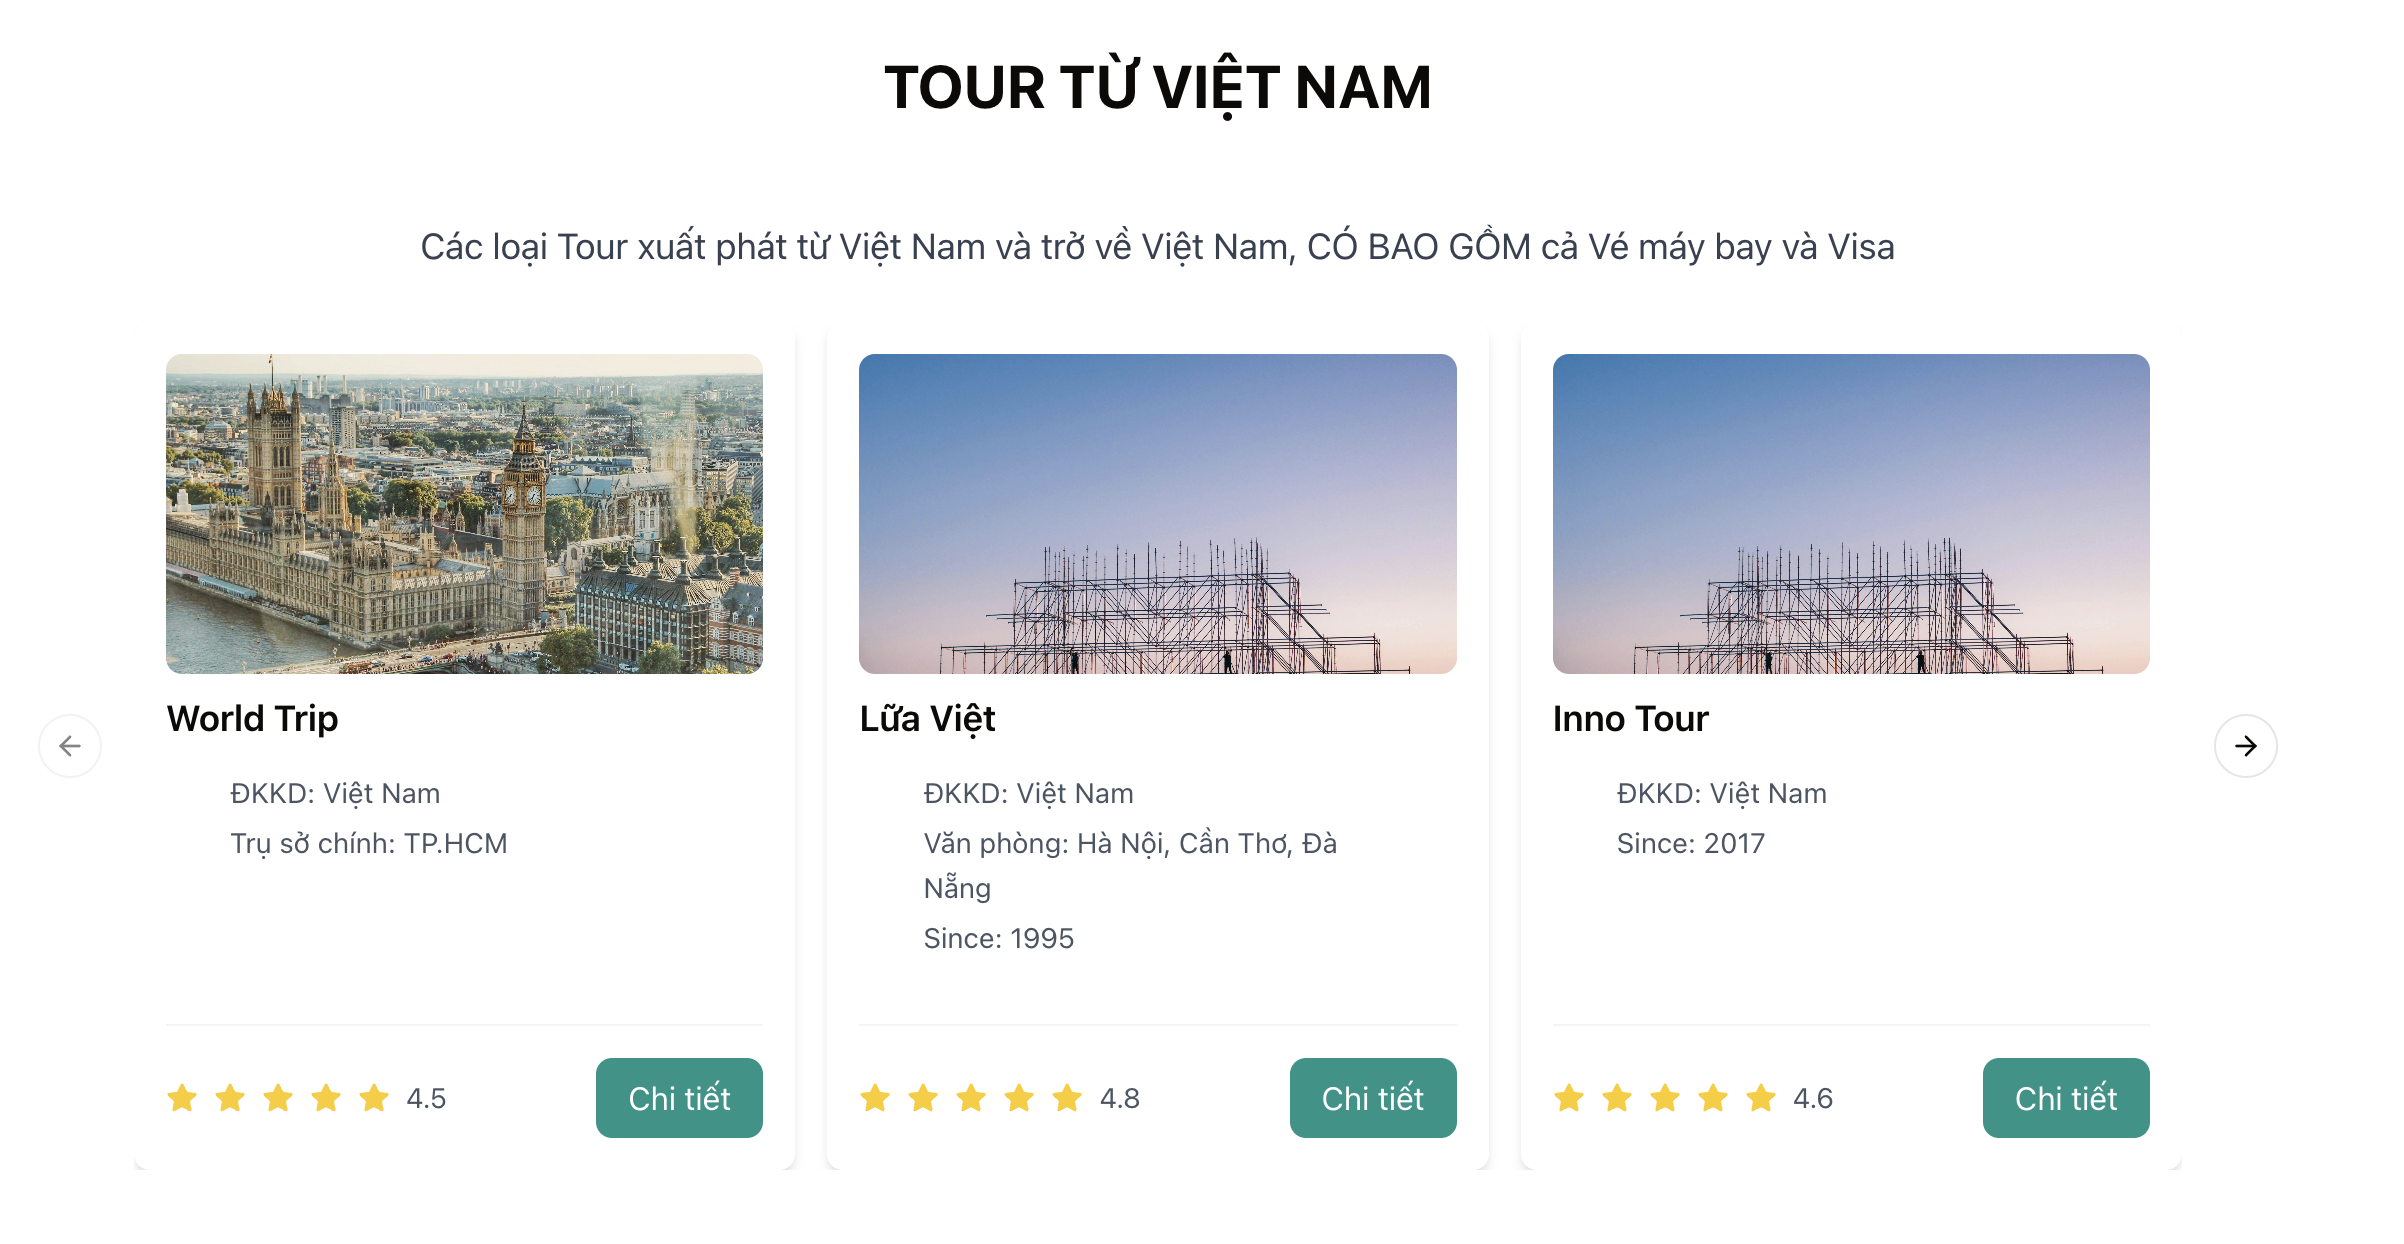 TOUR TỪ VIỆT NAM
Các loại Tour xuất phát từ Việt Nam và trở về Việt Nam, CÓ BAO GỒM cả Vé máy bay và Visa
World Trip
ĐKKD: Việt Nam
Trụ sở chính: TP.HCM
4.5
Chi tiết
Lữa Việt
ĐKKD: Việt Nam
Văn phòng: Hà Nội, Cần Thơ, Đà
Nẵng
Since: 1995
4.8
Chi tiết
Inno Tour
ĐKKD: Việt Nam
Since: 2017
4.6
Chi tiết